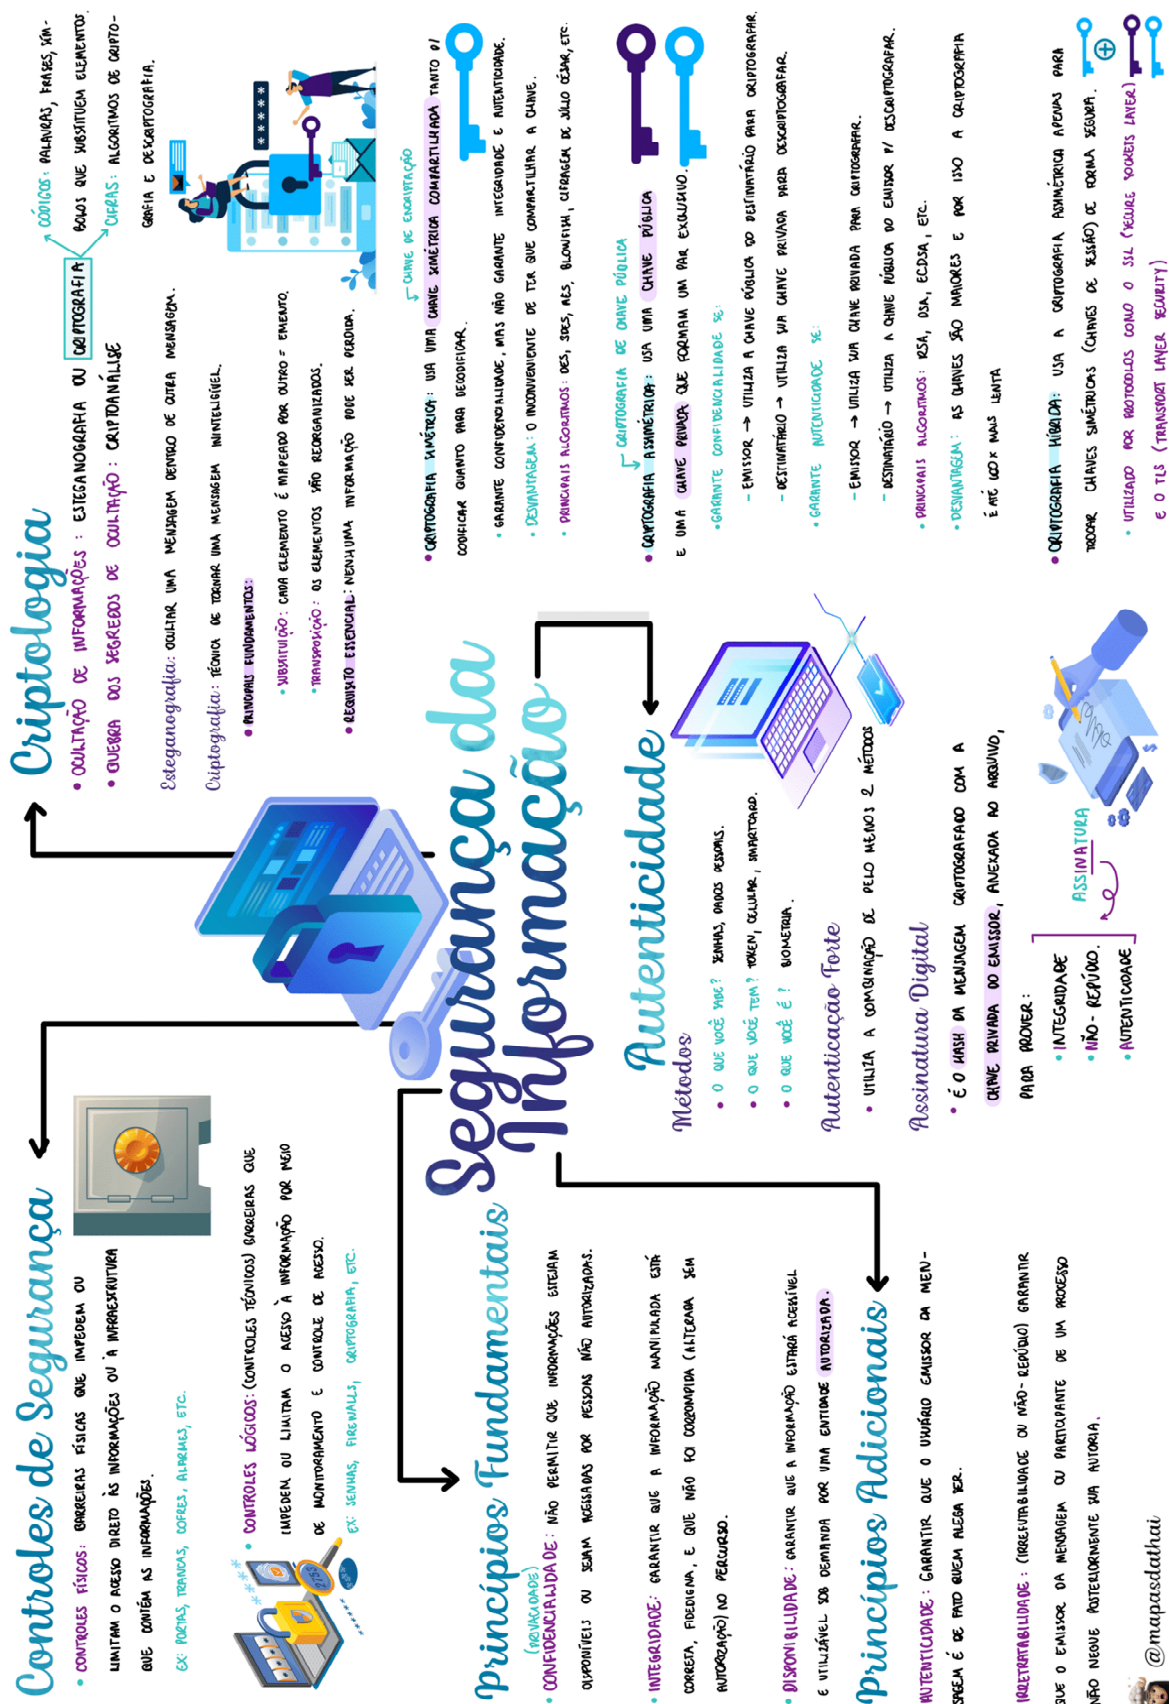 Segurança da
Informação
Controles de Segurança
• CONTROLES FÍSICOS: BARREIRAS FÍSICAS QUE IMPEDEM OU
LIMITAM O ACESSO DIRETO ÀS INFORMAÇÕES OU À INFRAESTRUTURA
QUE CONTÉM AS INFORMAÇÕES.
EX: PORTAS, TRANCAS, COFRES, ALARMES, ETC.
• CONTROLES LÓGICOS: (CONTROLES TÉCNICOS) BARREIRAS QUE
IMPEDEM OU LIMITAM O ACESSO À INFORMAÇÃO POR MEIO
DE MONITORAMENTO E CONTROLE DE ACESSO.
EX: SENHAS, FIREWALLS, CRIPTOGRAFIA, ETC.
Princípios Fundamentais
(PRIVACIDADE)
• CONFIDENCIALIDADE: NÃO PERMITIR QUE INFORMAÇÕES ESTEJAM
DISPONÍVEIS OU SEJAM ACESSADAS POR PESSOAS NÃO AUTORIZADAS.
• INTEGRIDADE: GARANTIR QUE A INFORMAÇÃO MANIPULADA ESTÁ
CORRETA, FIDEDIGNA, E QUE NÃO FOI CORROMPIDA (ALTERADA SEM
AUTORIZAÇÃO) NO PERCURSO.
• DISPONIBILIDADE: GARANTIR QUE A INFORMAÇÃO ESTARÁ ACESSÍVEL
E UTILIZÁVEL SOB DEMANDA POR UMA ENTIDADE AUTORIZADA.
Princípios Adicionais
AUTENTICIDADE: GARANTIR QUE O USUÁRIO EMISSOR DA MEN-
SAGEM É DE FATO QUEM ALEGA SER.
IRRETRATABILIDADE: (IRREFUTABILIDADE OU NÃO-REPÚDIO) GARANTIR
QUE O EMISSOR DA MENSAGEM OU PARTICIPANTE DE UM PROCESSO
NÃO NEGUE POSTERIORMENTE SUA AUTORIA.
@mapasdathai
Criptologia
• OCULTAÇÃO DE INFORMAÇÕES: ESTEGANOGRAFIA OU CRIPTOGRAFIA
• QUEBRA DOS SEGREDOS DE OCULTAÇÃO: CRIPTOANÁLISE
CÓDIGOS: PALAVRAS, FRASES, SÍM-
BOLOS QUE SUBSTITUEM ELEMENTOS.
CIFRAS: ALGORITMOS DE CRIPTO-
GRAFIA E DESCRIPTOGRAFIA.
Esteganografia: OCULTAR UMA MENSAGEM DENTRO DE OUTRA MENSAGEM.
Criptografia: TÉCNICA DE TORNAR UMA MENSAGEM ININTELIGÍVEL.
• PRINCIPAIS FUNDAMENTOS:
• SUBSTITUIÇÃO: CADA ELEMENTO É MAPEADO POR OUTRO = EMENTO.
• TRANSPOSIÇÃO: OS ELEMENTOS SÃO REORGANIZADOS.
• REQUISITO ESSENCIAL: NENHUMA INFORMAÇÃO PODE SER PERDIDA.
*****
CHAVE DE ENCRIPTAÇÃO
• CRIPTOGRAFIA SIMÉTRICA: USA UMA CHAVE SIMÉTRICA COMPARTILHADA TANTO P/
CODIFICAR QUANTO PARA DECODIFICAR.
• GARANTE CONFIDENCIALIDADE, MAS NÃO GARANTE INTEGRIDADE E AUTENTICIDADE.
• DESVANTAGEM: O INCONVENIENTE DE TER QUE COMPARTILHAR A CHAVE.
• PRINCIPAIS ALGORITMOS: DES, 3DES, AES, BLOWFISH, CIFRAGEM DE JÚLIO CÉSAR, ETC.
CRIPTOGRAFIA DE CHAVE PÚBLICA
• CRIPTOGRAFIA ASSIMÉTRICA: USA UMA CHAVE PÚBLICA
E UMA CHAVE PRIVADA QUE FORMAM UM PAR EXCLUSIVO.
• GARANTE CONFIDENCIALIDADE SE:
- EMISSOR → UTILIZA A CHAVE PÚBLICA DO DESTINATÁRIO PARA CRIPTOGRAFAR.
- DESTINATÁRIO → UTILIZA SUA CHAVE PRIVADA PARA DESCRIPTOGRAFAR.
• GARANTE AUTENTICIDADE SE:
- EMISSOR → UTILIZA SUA CHAVE PRIVADA PARA CRIPTOGRAFAR.
- DESTINATÁRIO → UTILIZA A CHAVE PÚBLICA DO EMISSOR P/ DESCRIPTOGRAFAR.
• PRINCIPAIS ALGORITMOS: RSA, DSA, ECDSA, ETC.
• DESVANTAGEM: AS CHAVES SÃO MAIORES E POR ISSO A CRIPTOGRAFIA
É ATÉ 60X MAIS LENTA
• CRIPTOGRAFIA HÍBRIDA: USA A CRIPTOGRAFIA ASSIMÉTRICA APENAS PARA
TROCAR CHAVES SIMÉTRICAS (CHAVES DE SESSÃO) DE FORMA SEGURA.
• UTILIZADO POR PROTOCOLOS COMO O SSL (SECURE SOCKETS LAYER)
E O TLS (TRANSPORT LAYER SECURITY)
Autenticidade
Métodos
• O QUE VOCÊ SABE? SENHAS, DADOS PESSOAIS.
• O QUE VOCÊ TEM? TOKEN, CELULAR, SMARTCARD.
• O QUE VOCÊ É? BIOMETRIA.
Autenticação Forte
• UTILIZA A COMBINAÇÃO DE PELO MENOS 2 MÉTODOS
Assinatura Digital
• É O HASH DA MENSAGEM CRIPTOGRAFADO COM A
CHAVE PRIVADA DO EMISSOR, ANEXADA AO ARQUIVO,
PARA PROVER:
• INTEGRIDADE
• NÃO-REPÚDIO.
• AUTENTICIDADE
ASSINATURA